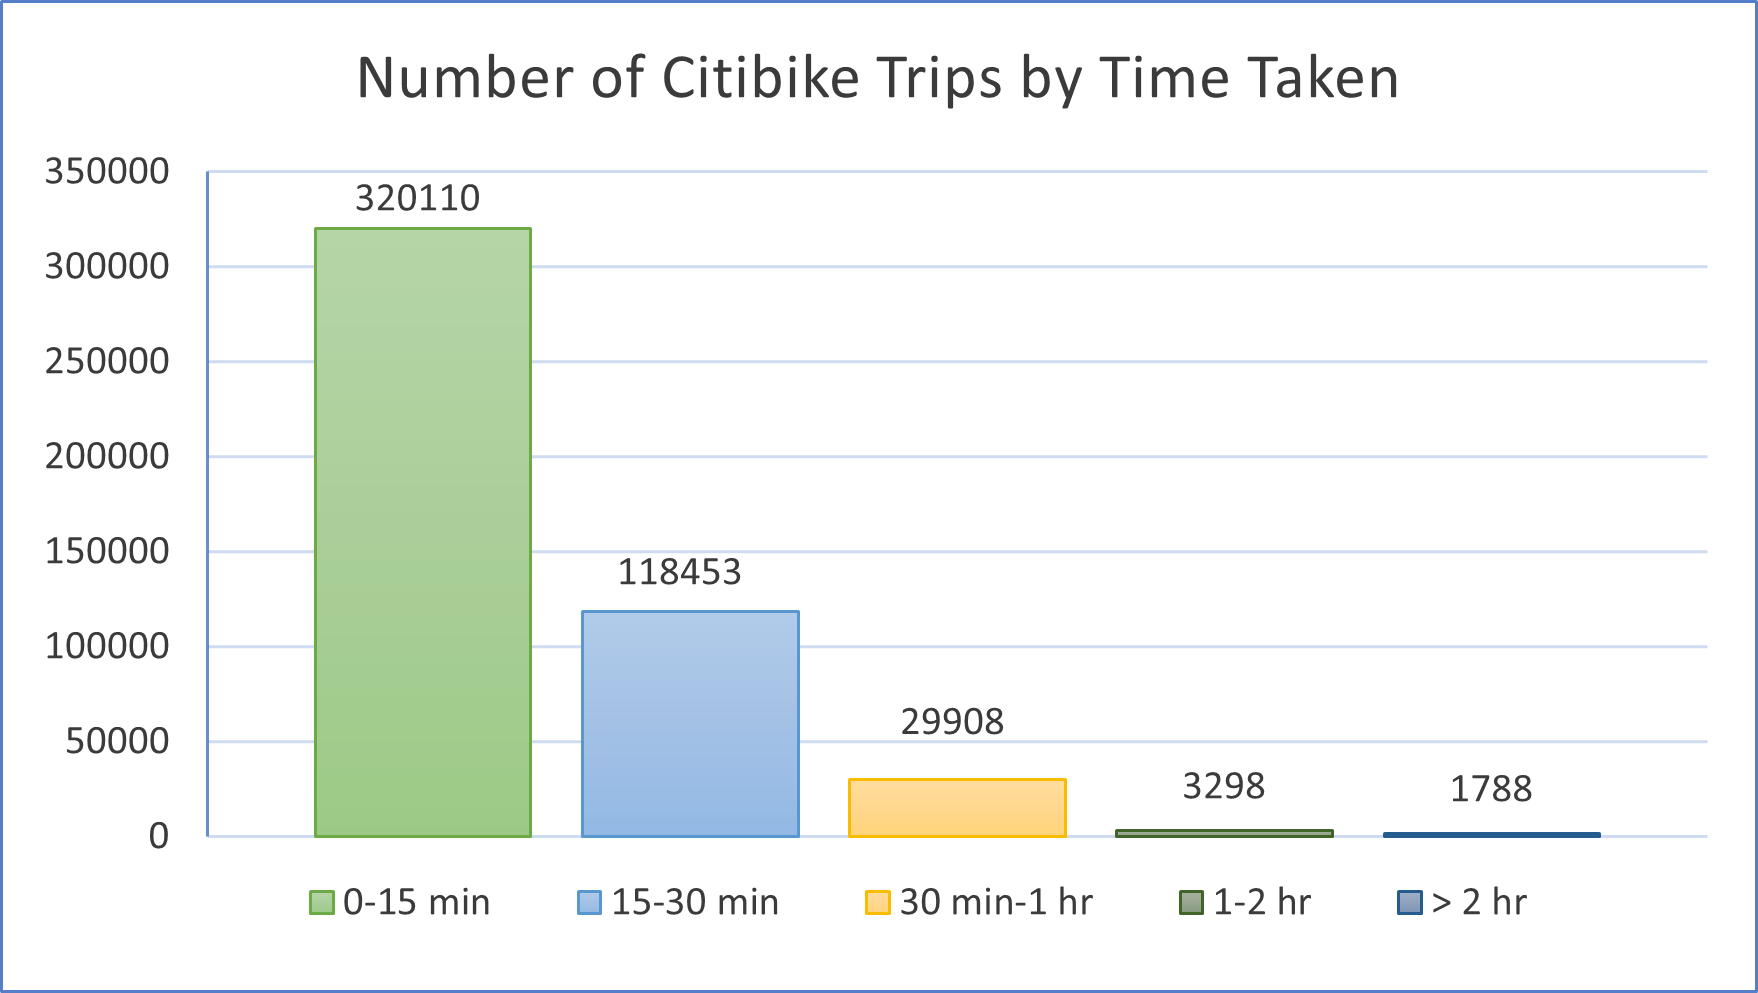 Number of Citibike Trips by Time Taken
350000
300000
250000
200000
150000
100000
50000
0
320110
118453
29908
3298
1788
0-15 min
15-30 min
30 min-1 hr
1-2 hr
> 2 hr